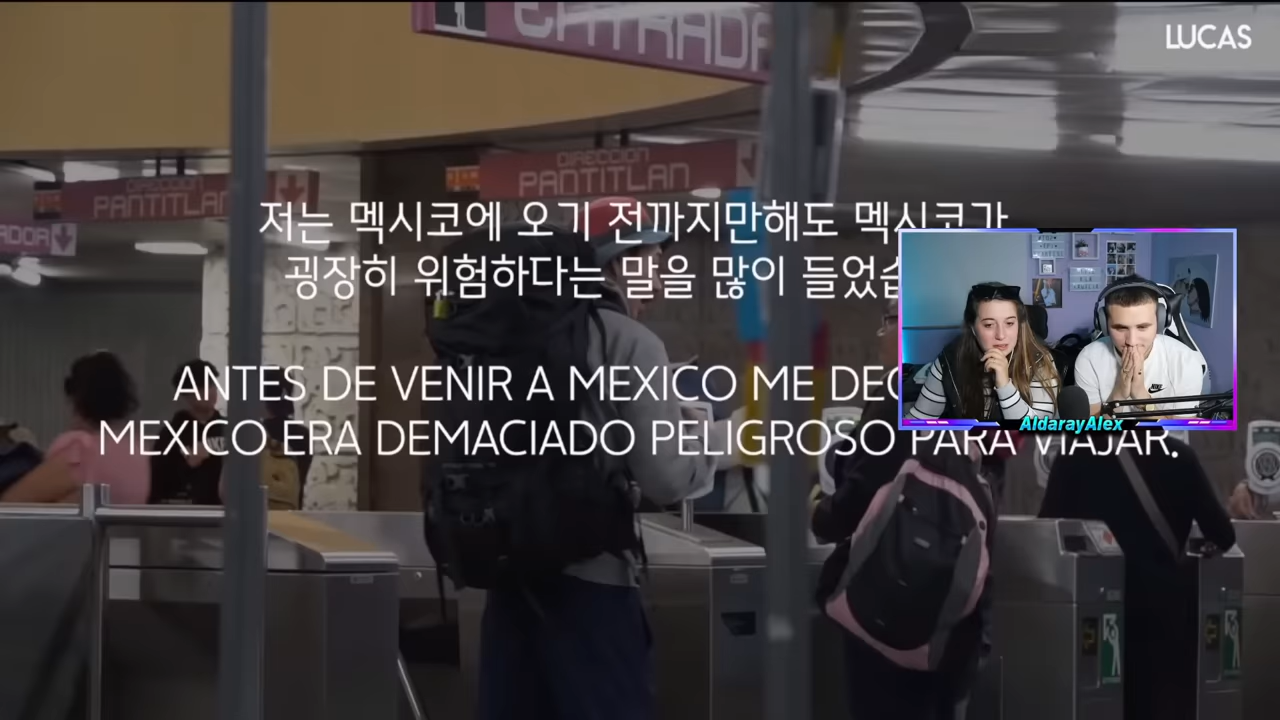 ENTRADA
LUCAS
DIRECCION
PANTITLAN
DIRECCION
PANTITLAN
저는 멕시코에 오기 전까지만해도 멕시코가
굉장히 위험하다는 말을 많이 들었습
ANTES DE VENIR A MEXICO ME DEC
MEXICO ERA DEMACIADO PELIGROSO PARA VIAJAR.
AldarayAlex